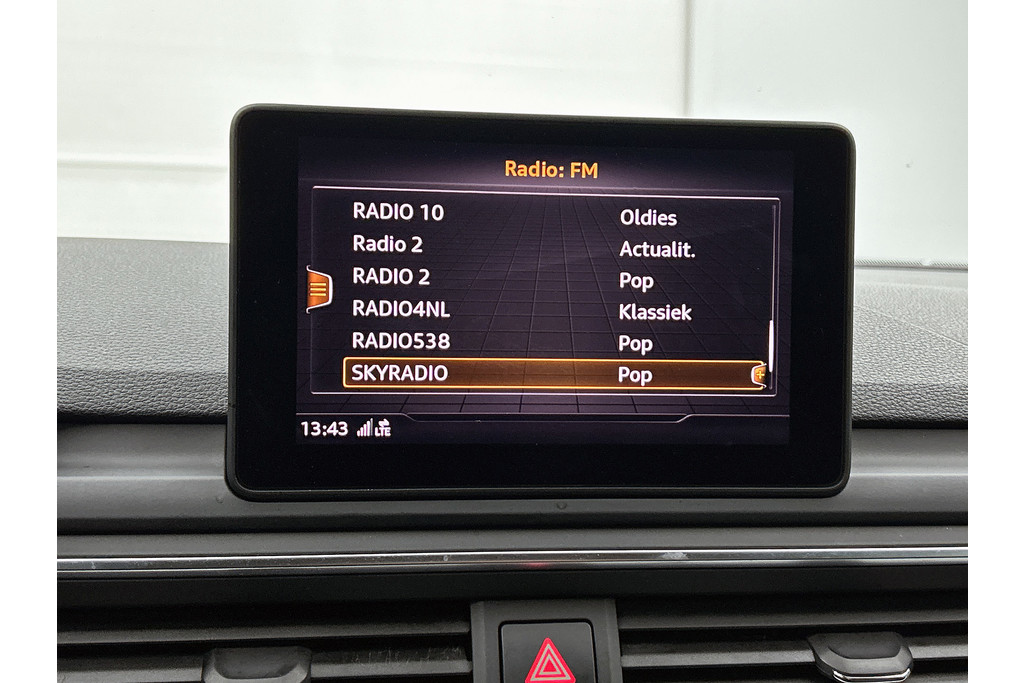 Radio: FM
RADIO 10 Oldies
Radio 2 Actualit.
RADIO 2 Pop
RADIO4NL Klassiek
RADIO538 Pop
SKYRADIO Pop
13:43 LTE